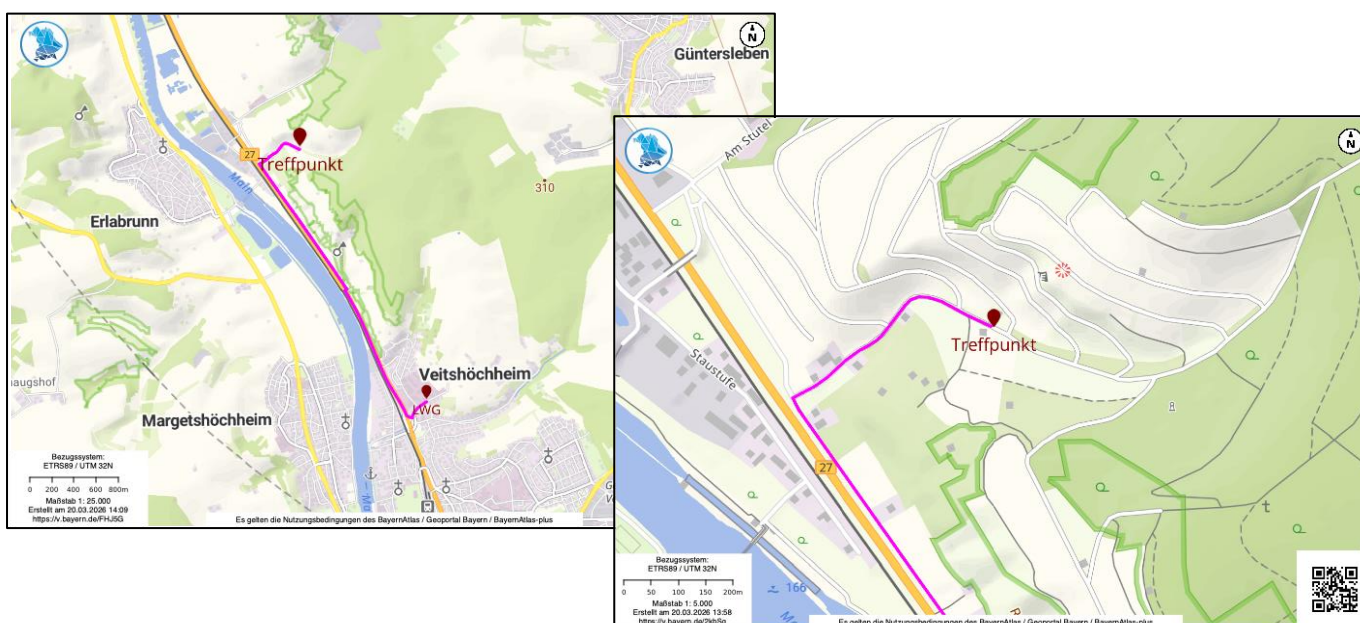 N
Güntersleben
27
Treffpunkt
Main
310
Erlabrunn
Veitshöchheim
LWG
augshof
Margetshöchheim
Bezugssystem:
ETRS89 / UTM 32N
0 200 400 600 800m
Maßstab 1: 25.000
Erstellt am 20.03.2026 14:09
https://v.bayern.de/FHJ5G
Es gelten die Nutzungsbedingungen des BayernAtlas / Geoportal Bayern / BayernAtlas-plus
N
Am Stutel
Treffpunkt
Staustufe
27
166
Bezugssystem:
ETRS89 / UTM 32N
0 50 100 150 200m
Maßstab 1: 5.000
Erstellt am 20.03.2026 13:58
Es gelten die Nutzungsbedingungen des BayernAtlas / Geoportal Bayern / BayernAtlas-plus